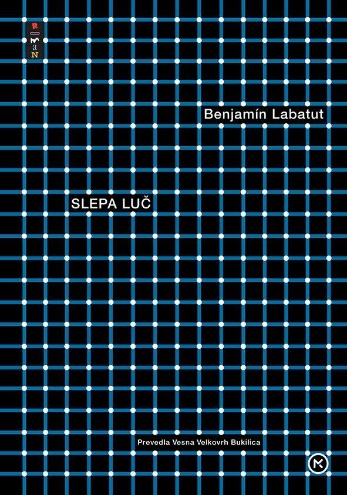 Benjamín Labatut
SLEPA LUČ
Prevedla Vesna Velkovrh Bukilica